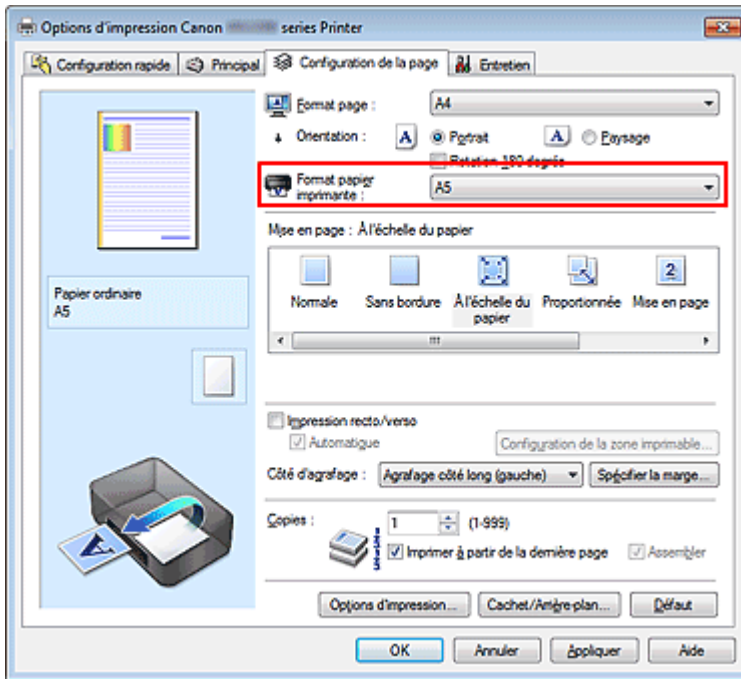 Options d'impression Canon series Printer
Configuration rapide Principal Configuration de la page Entretien
Format page : A4
Orientation : A Portrait A Paysage
Rotation 180 degrés
Format papier
imprimante : A5
Mise en page : À l'échelle du papier
2
Normale Sans bordure À l'échelle du
papier Proportionnée Mise en page
Papier ordinaire
A5
Impression recto/verso
Automatique Configuration de la zone imprimable...
Côté d'agrafage : Agrafage côté long (gauche) Spécifier la marge...
Copies : 1 (1-999)
Imprimer à partir de la dernière page Assembler
A
Options d'impression... Cachet/Arrière-plan... Défaut
OK Annuler Appliquer Aide